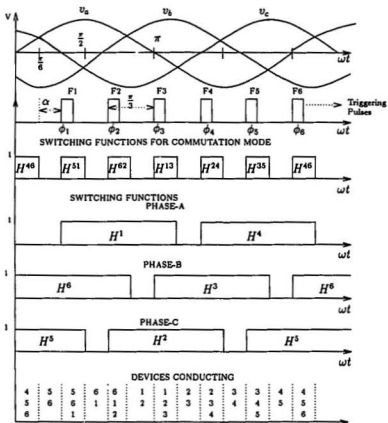 V
v_a v_b v_c
π/6 π/2 π ωt
α F1 F2 π/3 F3 F4 F5 F6 Triggering Pulses
ϕ1 ϕ2 ϕ3 ϕ4 ϕ5 ϕ6 ωt
SWITCHING FUNCTIONS FOR COMMUTATION MODE
1 H^46 H^51 H^62 H^13 H^24 H^35 H^46
ωt
SWITCHING FUNCTIONS
PHASE-A
1 H^1 H^4
ωt
PHASE-B
1 H^6 H^3 H^6
ωt
PHASE-C
1 H^5 H^2 H^5
ωt
DEVICES CONDUCTING
4 5 5 6 6 1 1 2 2 3 3 4 4
5 6 6 1 1 2 2 3 3 4 4 5 5
6 1 2 3 4 5 6